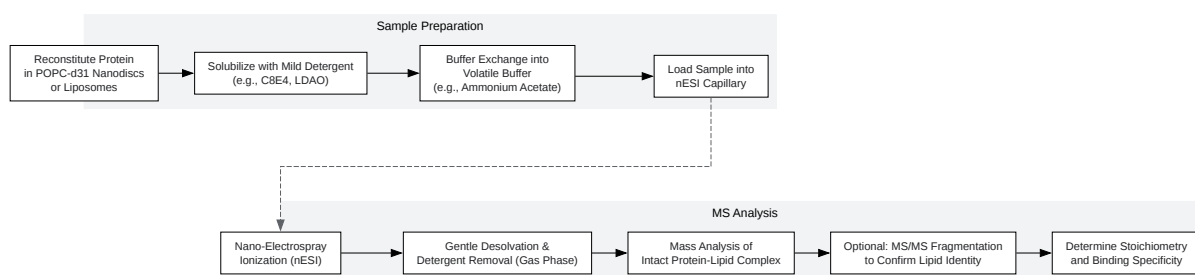 Sample Preparation
Reconstitute Protein
in POPC-d31 Nanodiscs
or Liposomes
Solubilize with Mild Detergent
(e.g., C8E4, LDAO)
Buffer Exchange into
Volatile Buffer
(e.g., Ammonium Acetate)
Load Sample into
nESI Capillary
MS Analysis
Nano-Electrospray
Ionization (nESI)
Gentle Desolvation &
Detergent Removal (Gas Phase)
Mass Analysis of
Intact Protein-Lipid Complex
Optional: MS/MS Fragmentation
to Confirm Lipid Identity
Determine Stoichiometry
and Binding Specificity